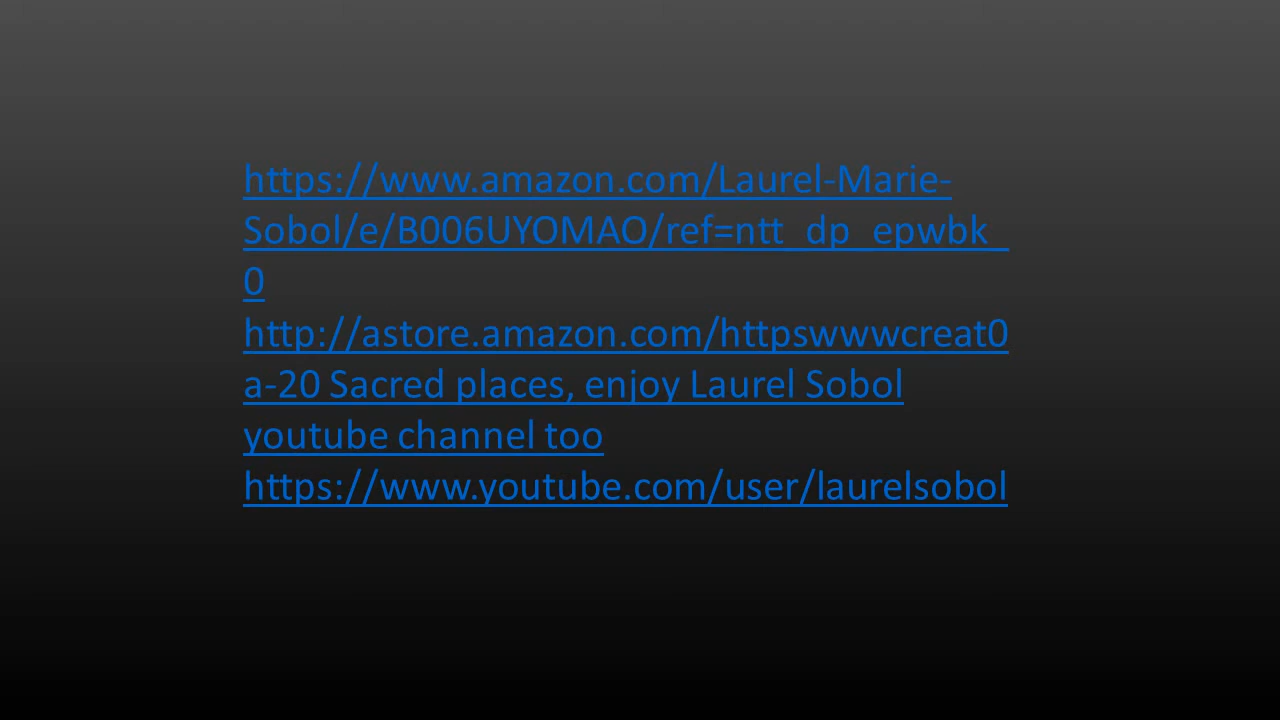 https://www.amazon.com/Laurel-Marie-
Sobol/e/B006UYOMAO/ref=ntt_dp_epwbk_
0
http://astore.amazon.com/httpswwwcreat0
a-20 Sacred places, enjoy Laurel Sobol
youtube channel too
https://www.youtube.com/user/laurelsobol